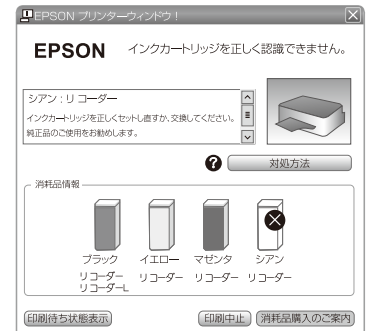 EPSON プリンターウィンドウ！
EPSON
インクカートリッジを正しく認識できません。
シアン : リコーダー
インクカートリッジを正しくセットし直すか、交換してください。
純正品のご使用をお勧めします。
対処方法
消耗品情報
ブラック イエロー マゼンタ シアン
リコーダー リコーダー リコーダー リコーダー
リコーダーL
印刷待ち状態表示 印刷中止 消耗品購入のご案内